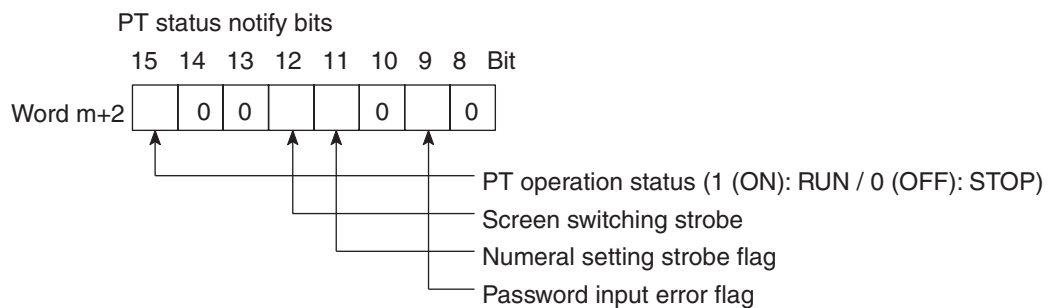 PT status notify bits
15 14 13 12 11 10 9 8 Bit
Word m+2 0 0 0 0
PT operation status (1 (ON): RUN / 0 (OFF): STOP)
Screen switching strobe
Numeral setting strobe flag
Password input error flag